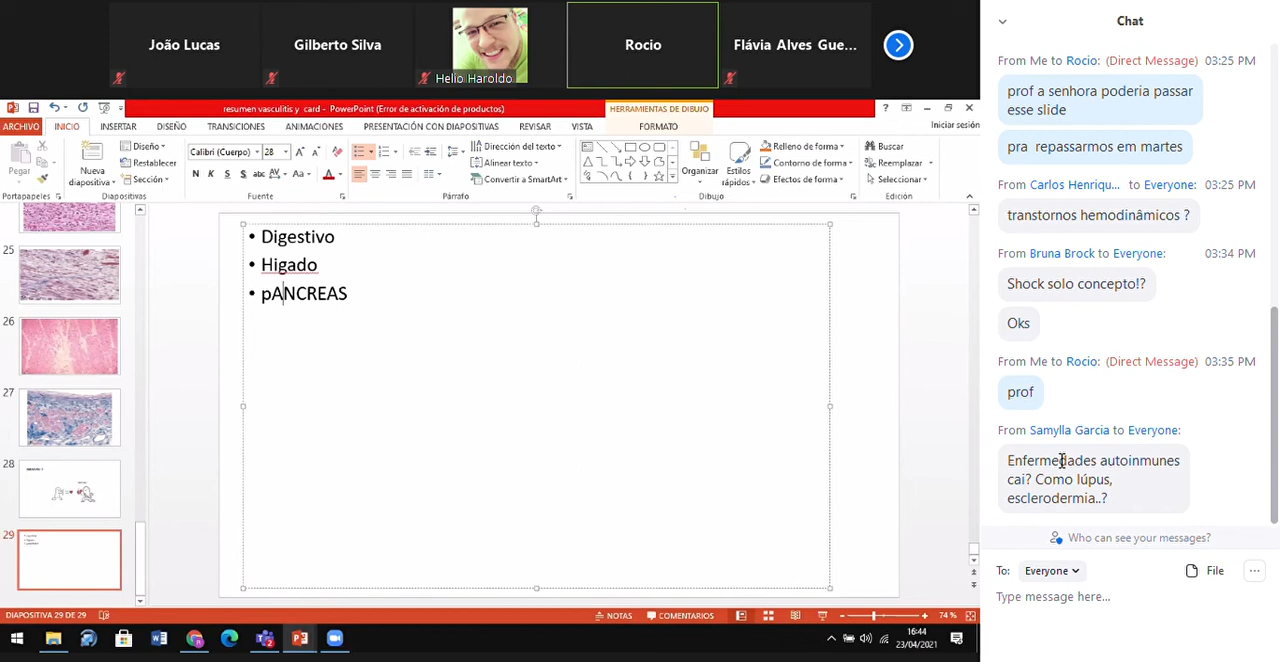 João Lucas
Gilberto Silva
Helio Haroldo
Rocio
Flávia Alves Gue...
resumen vasculitis y card - PowerPoint (Error de activación de productos)
HERRAMIENTAS DE DIBUJO
ARCHIVO INICIO INSERTAR DISEÑO TRANSICIONES ANIMACIONES PRESENTACIÓN CON DIAPOSITIVAS REVISAR VISTA FORMATO
Iniciar sesión
Pegar
Nueva
diapositiva
Diseño
Restablecer
Sección
Calibri (Cuerpo) 28
N K S S abc AV Aa A
Dirección del texto
Alinear texto
Convertir a SmartArt
Organizar
Estilos
rápidos
Relleno de forma
Contorno de forma
Efectos de forma
Buscar
Reemplazar
Seleccionar
Portapapeles Diapositivas Fuente Párrafo Dibujo Edición
25
26
27
28
29
• Digestivo
• Higado
• pANCREAS
DIAPOSITIVA 29 DE 29
NOTAS COMENTARIOS 74 %
16:44
23/04/2021
Chat
From Me to Rocio: (Direct Message) 03:25 PM
prof a senhora poderia passar
esse slide
pra repassarmos em martes
From Carlos Henriqu... to Everyone: 03:25 PM
transtornos hemodinâmicos ?
From Bruna Brock to Everyone: 03:34 PM
Shock solo concepto!?
Oks
From Me to Rocio: (Direct Message) 03:35 PM
prof
From Samylla Garcia to Everyone:
Enfermedades autoinmunes
cai? Como lúpus,
esclerodermia..?
Who can see your messages?
To: Everyone File ...
Type message here...